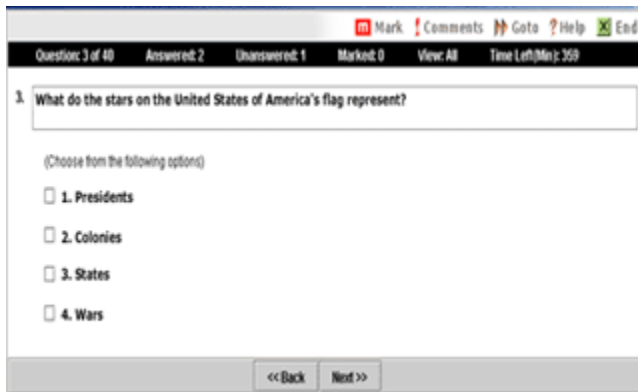 m Mark ! Comments Goto ? Help X End
Question: 3 of 40 Answered: 2 Unanswered: 1 Marked: 0 View: All Time Left(Min): 359
3. What do the stars on the United States of America's flag represent?
(Choose from the following options)
1. Presidents
2. Colonies
3. States
4. Wars
<< Back Next >>